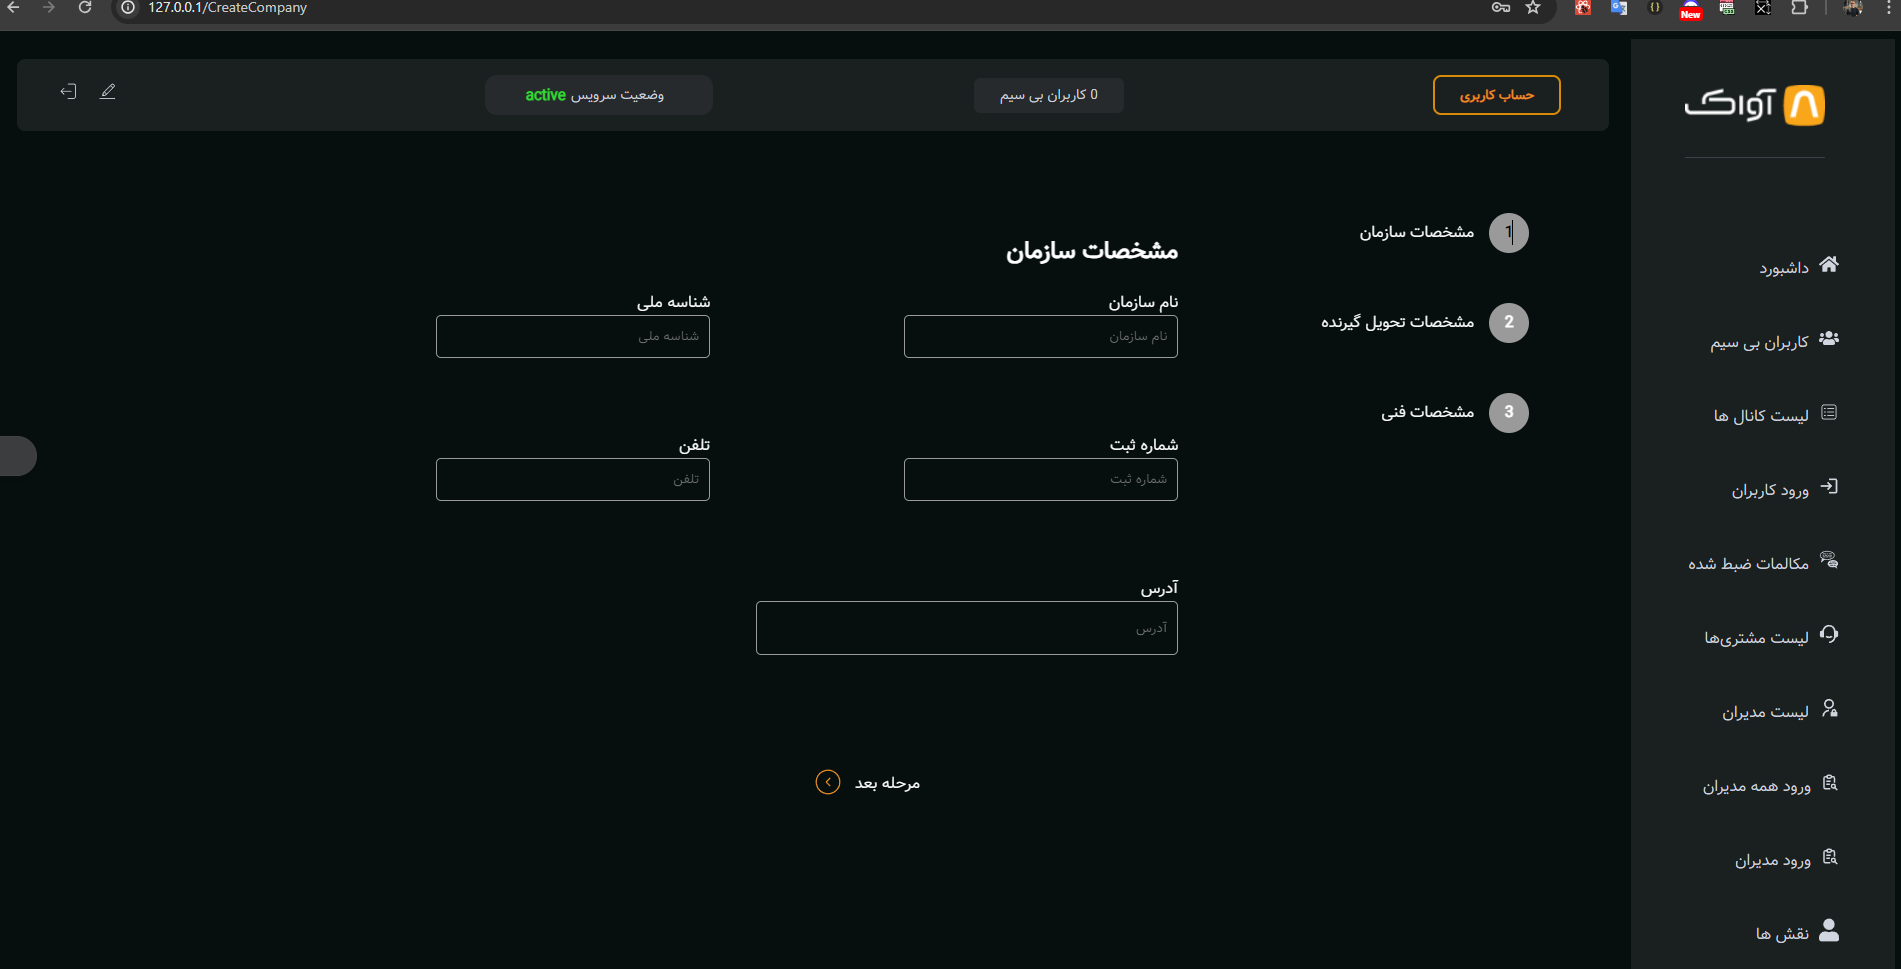 127.0.0.1/CreateCompany
New
آواک
حساب کاربری
0 کاربران بی سیم
وضعیت سرویس active
داشبورد
کاربران بی سیم
لیست کانال ها
ورود کاربران
مکالمات ضبط شده
لیست مشتری‌ها
لیست مدیران
ورود همه مدیران
ورود مدیران
نقش ها
1 مشخصات سازمان
2 مشخصات تحویل گیرنده
3 مشخصات فنی
مشخصات سازمان
نام سازمان
نام سازمان
شناسه ملی
شناسه ملی
شماره ثبت
شماره ثبت
تلفن
تلفن
آدرس
آدرس
مرحله بعد